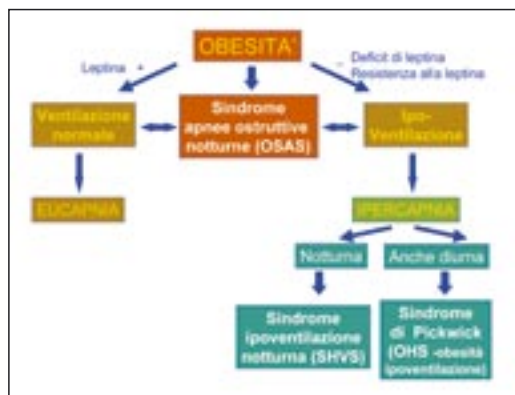 OBESITA'
Leptina +
– Deficit di leptina
Resistenza alla leptina
Ventilazione
normale
Sindrome
apnee ostruttive
notturne (OSAS)
Ipo-
Ventilazione
EUCAPNIA
IPERCAPNIA
Notturna
Anche diurna
Sindrome
ipoventilazione
notturna (SHVS)
Sindrome
di Pickwick
(OHS -obesità
ipoventilazione)